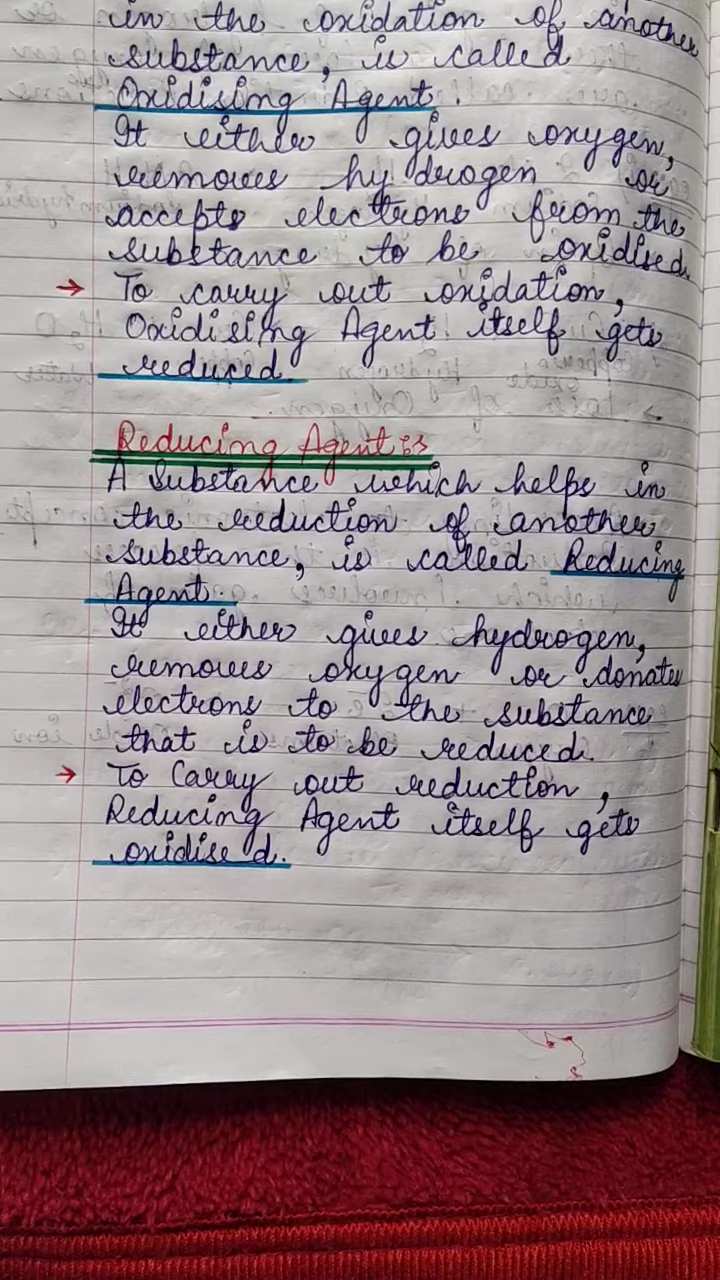 in the oxidation of another
substance, is called
Oxidising Agent.
It either gives oxygen,
removes hydrogen or
accepts electrons from the
substance to be oxidised.
→ To carry out oxidation,
Oxidising Agent itself gets
reduced.
Reducing Agent :-
A substance which helps in
the reduction of another
substance, is called Reducing
Agent.
It either gives hydrogen,
removes oxygen or donates
electrons to the substance
that is to be reduced.
→ To Carry out reduction,
Reducing Agent itself gets
oxidised.